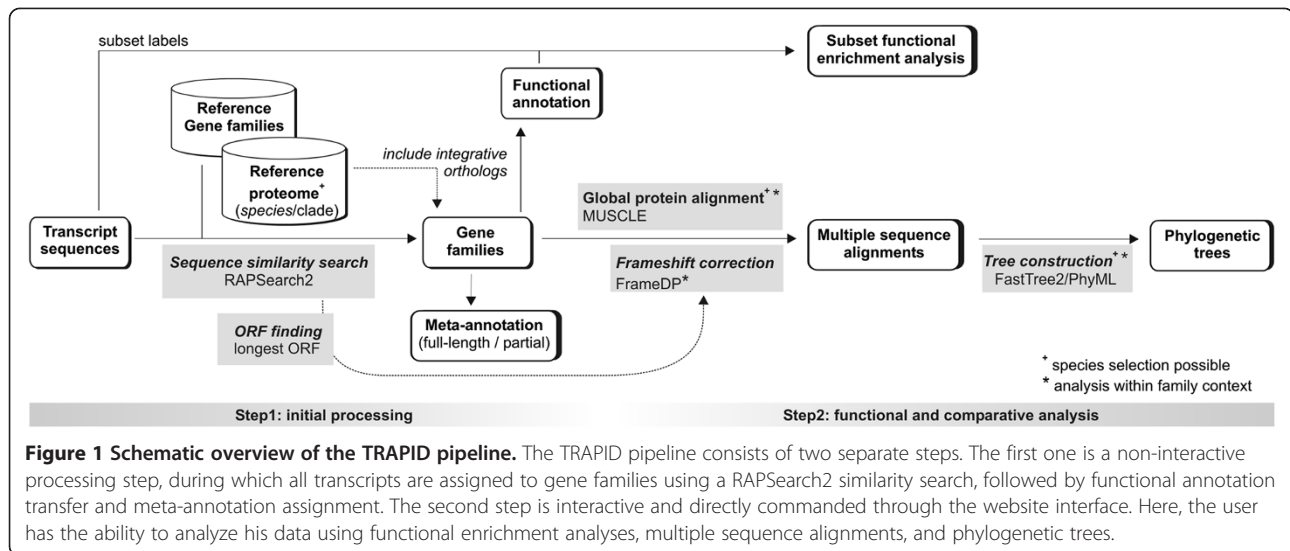 subset labels
Subset functional
enrichment analysis
Functional
annotation
Reference
Gene families
Reference
proteome+
(species/clade)
include integrative
orthologs
Transcript
sequences
Sequence similarity search
RAPSearch2
Gene
families
Global protein alignment+ *
MUSCLE
Frameshift correction
FrameDP*
Multiple sequence
alignments
Tree construction+ *
FastTree2/PhyML
Phylogenetic
trees
ORF finding
longest ORF
Meta-annotation
(full-length / partial)
+ species selection possible
* analysis within family context
Step1: initial processing
Step2: functional and comparative analysis
Figure 1 Schematic overview of the TRAPID pipeline. The TRAPID pipeline consists of two separate steps. The first one is a non-interactive
processing step, during which all transcripts are assigned to gene families using a RAPSearch2 similarity search, followed by functional annotation
transfer and meta-annotation assignment. The second step is interactive and directly commanded through the website interface. Here, the user
has the ability to analyze his data using functional enrichment analyses, multiple sequence alignments, and phylogenetic trees.